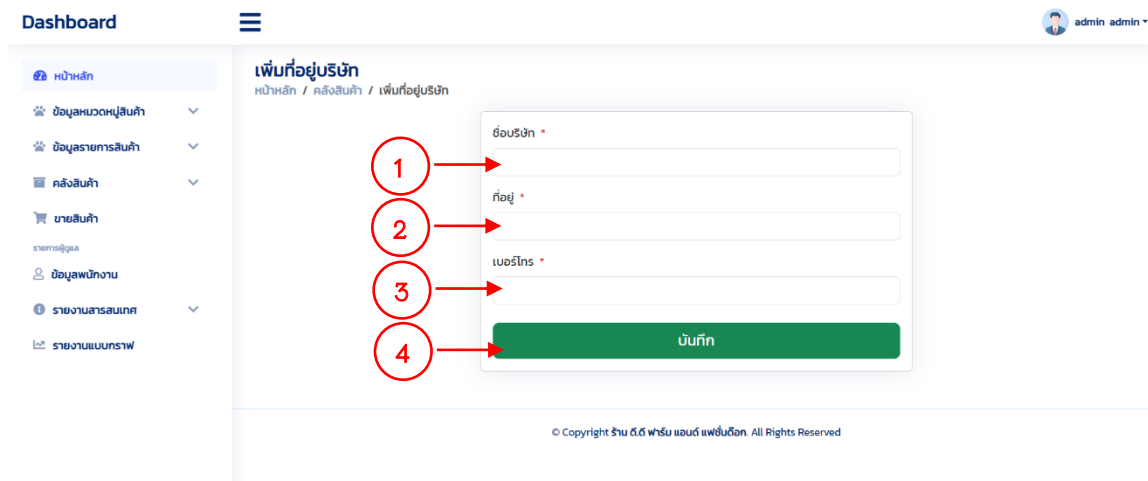 Dashboard
admin admin
หน้าหลัก
ข้อมูลหมวดหมู่สินค้า
ข้อมูลรายการสินค้า
คลังสินค้า
ขายสินค้า
รายการผู้ดูแล
ข้อมูลพนักงาน
รายงานสารสนเทศ
รายงานแบบกราฟ
เพิ่มที่อยู่บริษัท
หน้าหลัก / คลังสินค้า / เพิ่มที่อยู่บริษัท
ชื่อบริษัท *
1
ที่อยู่ *
2
เบอร์โทร *
3
บันทึก
4
© Copyright ร้าน ดี.ดี ฟาร์ม แอนด์ แฟชั่นด็อก. All Rights Reserved